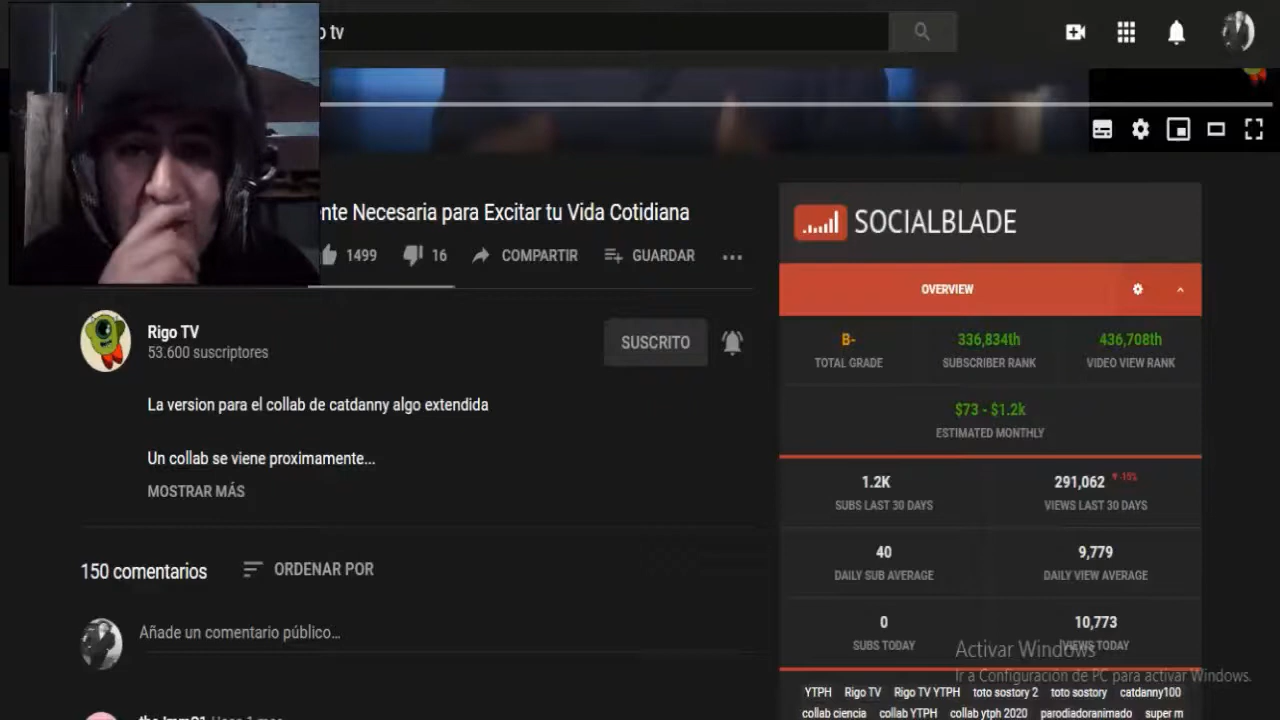 o tv
nte Necesaria para Excitar tu Vida Cotidiana
1499 16 COMPARTIR GUARDAR
Rigo TV
53.600 suscriptores
SUSCRITO
La version para el collab de catdanny algo extendida
Un collab se viene proximamente...
MOSTRAR MÁS
150 comentarios
ORDENAR POR
Añade un comentario público...
SOCIALBLADE
OVERVIEW
B- 336,834th 436,708th
TOTAL GRADE SUBSCRIBER RANK VIDEO VIEW RANK
$73 - $1.2k
ESTIMATED MONTHLY
1.2K 291,062 -15%
SUBS LAST 30 DAYS VIEWS LAST 30 DAYS
40 9,779
DAILY SUB AVERAGE DAILY VIEW AVERAGE
0 10,773
SUBS TODAY VIEWS TODAY
Activar Windows
Ir a Configuración de PC para activar Windows.
YTPH Rigo TV Rigo TV YTPH toto sostory 2 toto sostory catdanny100
collab ciencia collab YTPH collab ytph 2020 parodiadoranimado super m